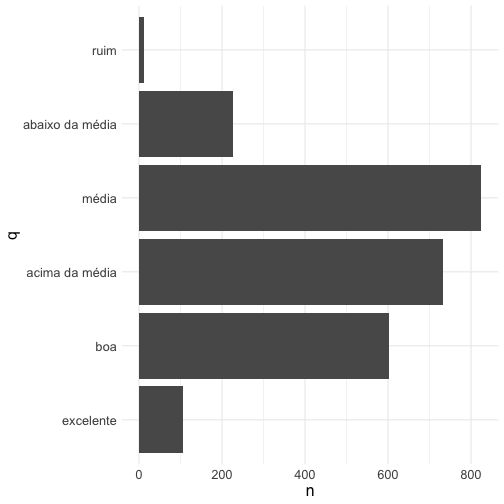 ruim
abaixo da média
média
acima da média
boa
excelente
q
0 200 400 600 800
n